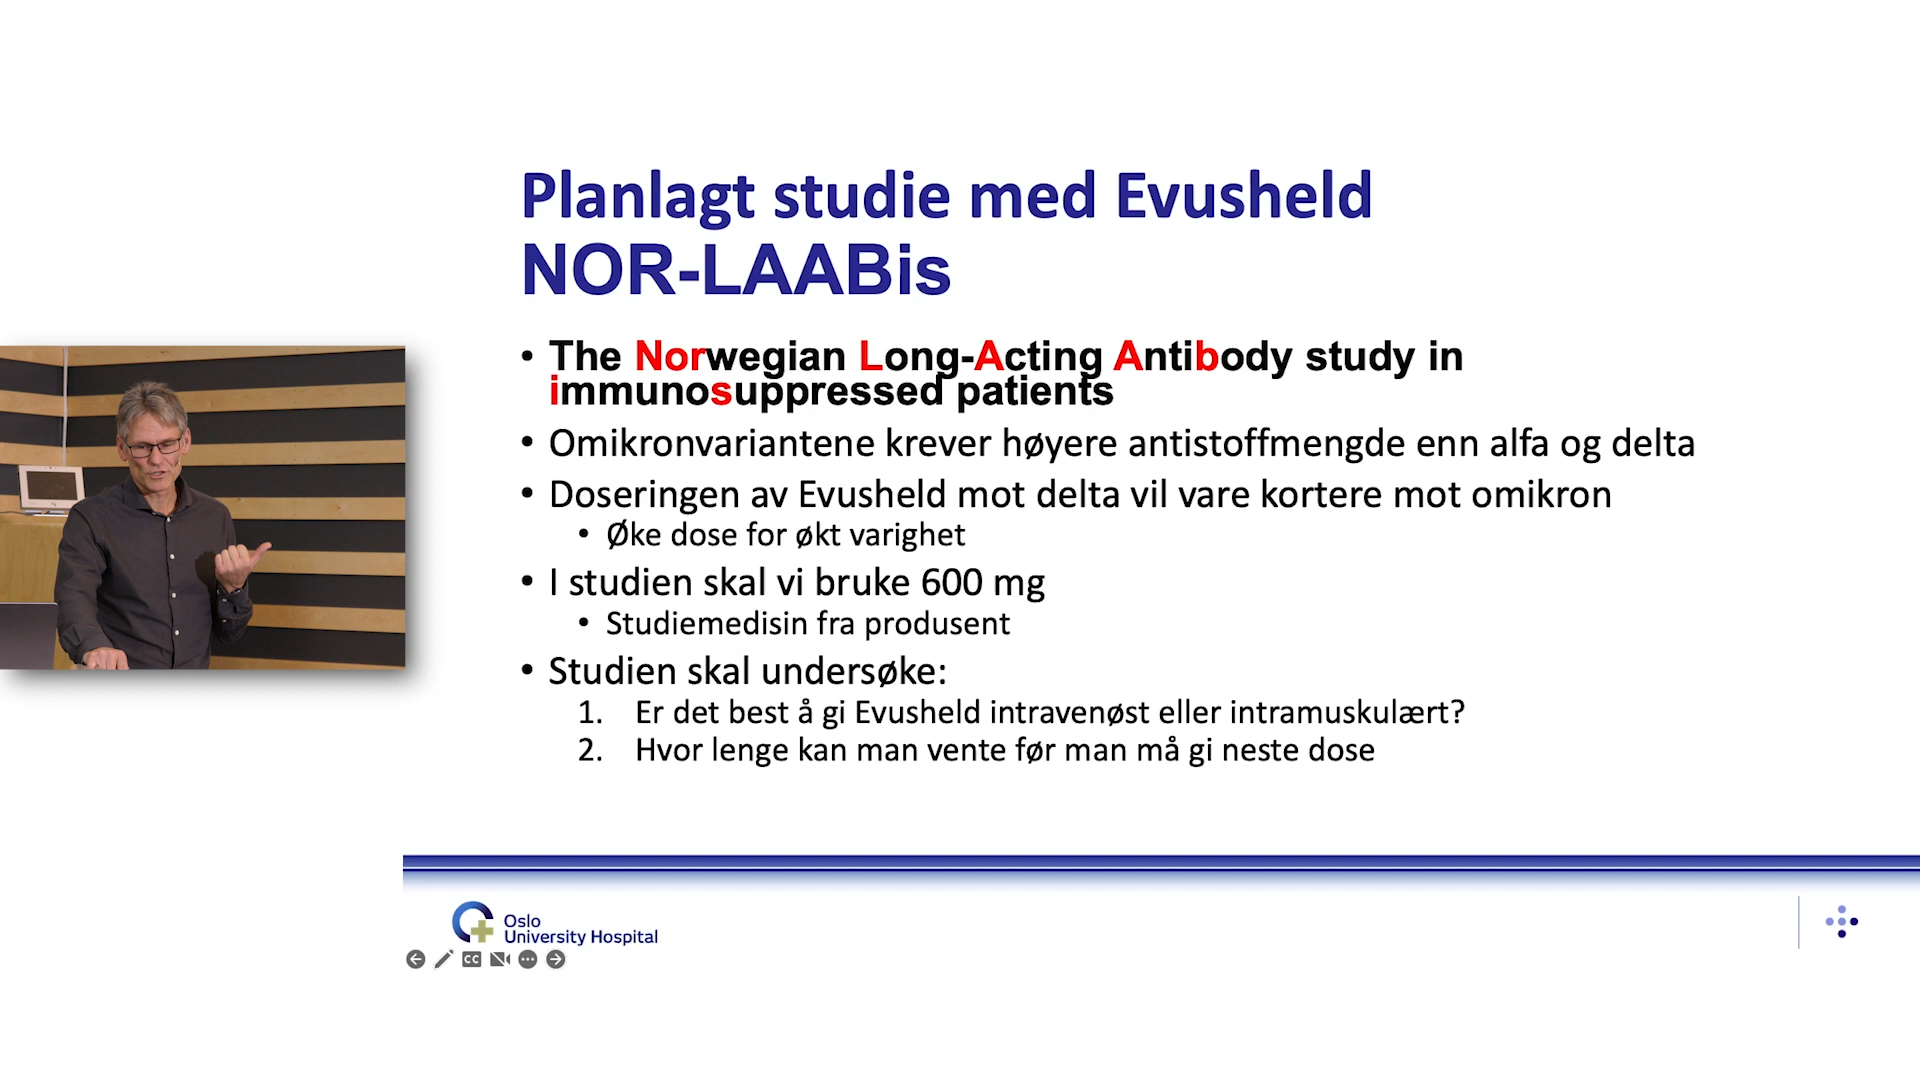 Planlagt studie med Evusheld
NOR-LAABis
• The Norwegian Long-Acting Antibody study in
immunosuppressed patients
• Omikronvariantene krever høyere antistoffmengde enn alfa og delta
• Doseringen av Evusheld mot delta vil vare kortere mot omikron
• Øke dose for økt varighet
• I studien skal vi bruke 600 mg
• Studiemedisin fra produsent
• Studien skal undersøke:
1. Er det best å gi Evusheld intravenøst eller intramuskulært?
2. Hvor lenge kan man vente før man må gi neste dose
Oslo
University Hospital
CC